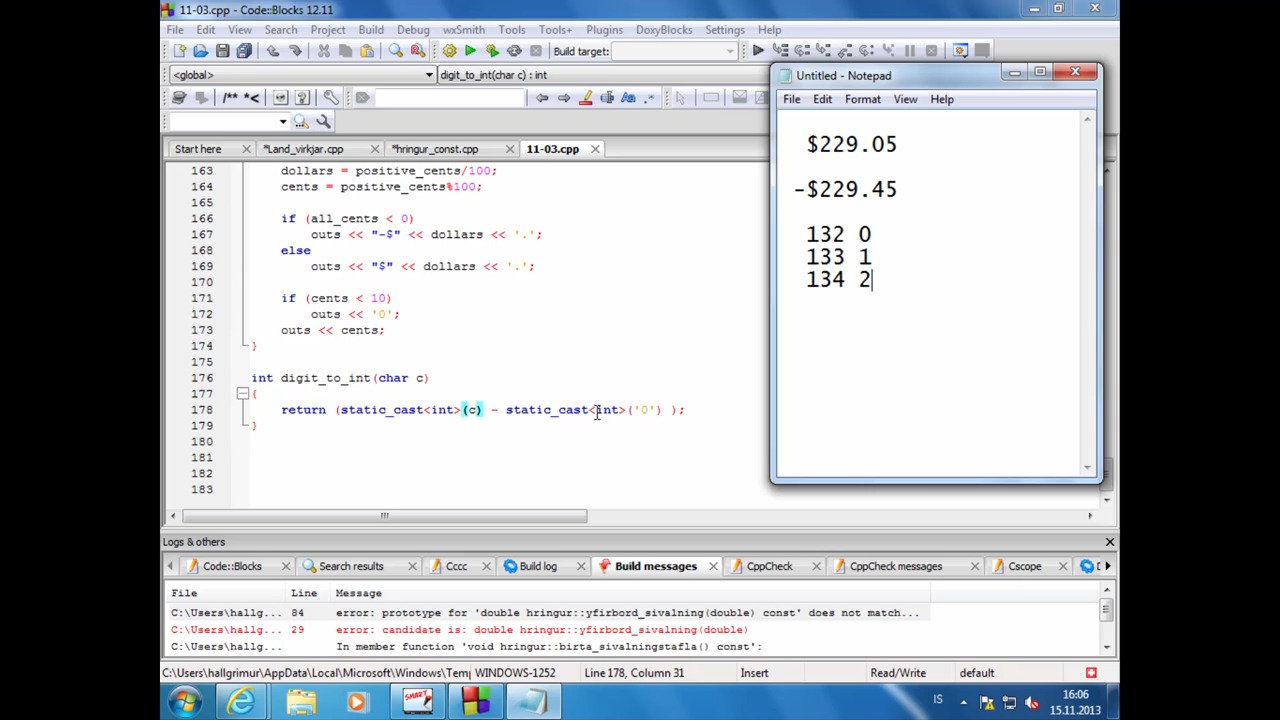 11-03.cpp - Code::Blocks 12.11
File Edit View Search Project Build Debug wxSmith Tools Tools+ Plugins DoxyBlocks Settings Help
Build target:
<global> digit_to_int(char c) : int
/** *<
Start here *Land_virkjar.cpp *hringur_const.cpp 11-03.cpp
163 dollars = positive_cents/100;
164 cents = positive_cents%100;
165
166 if (all_cents < 0)
167 outs << "-$" << dollars << '.';
168 else
169 outs << "$" << dollars << '.';
170
171 if (cents < 10)
172 outs << '0';
173 outs << cents;
174 }
175
176 int digit_to_int(char c)
177 {
178 return (static_cast<int>(c) - static_cast<int>('0') );
179 }
180
181
182
183
Untitled - Notepad
File Edit Format View Help
$229.05
-$229.45
132 0
133 1
134 2
Logs & others
Code::Blocks Search results Cccc Build log Build messages CppCheck CppCheck messages Cscope D
File Line Message
C:\Users\hallg... 84 error: prototype for 'double hringur::yfirbord_sivalning(double) const' does not match...
C:\Users\hallg... 29 error: candidate is: double hringur::yfirbord_sivalning(double)
C:\Users\hallg... In member function 'void hringur::birta_sivalningstafla() const':
C:\Users\hallgrimur\AppData\Local\Microsoft\Windows\Temp WINDOWS-1252 Line 178, Column 31 Insert Read/Write default
SMART
IS 16:06
15.11.2013